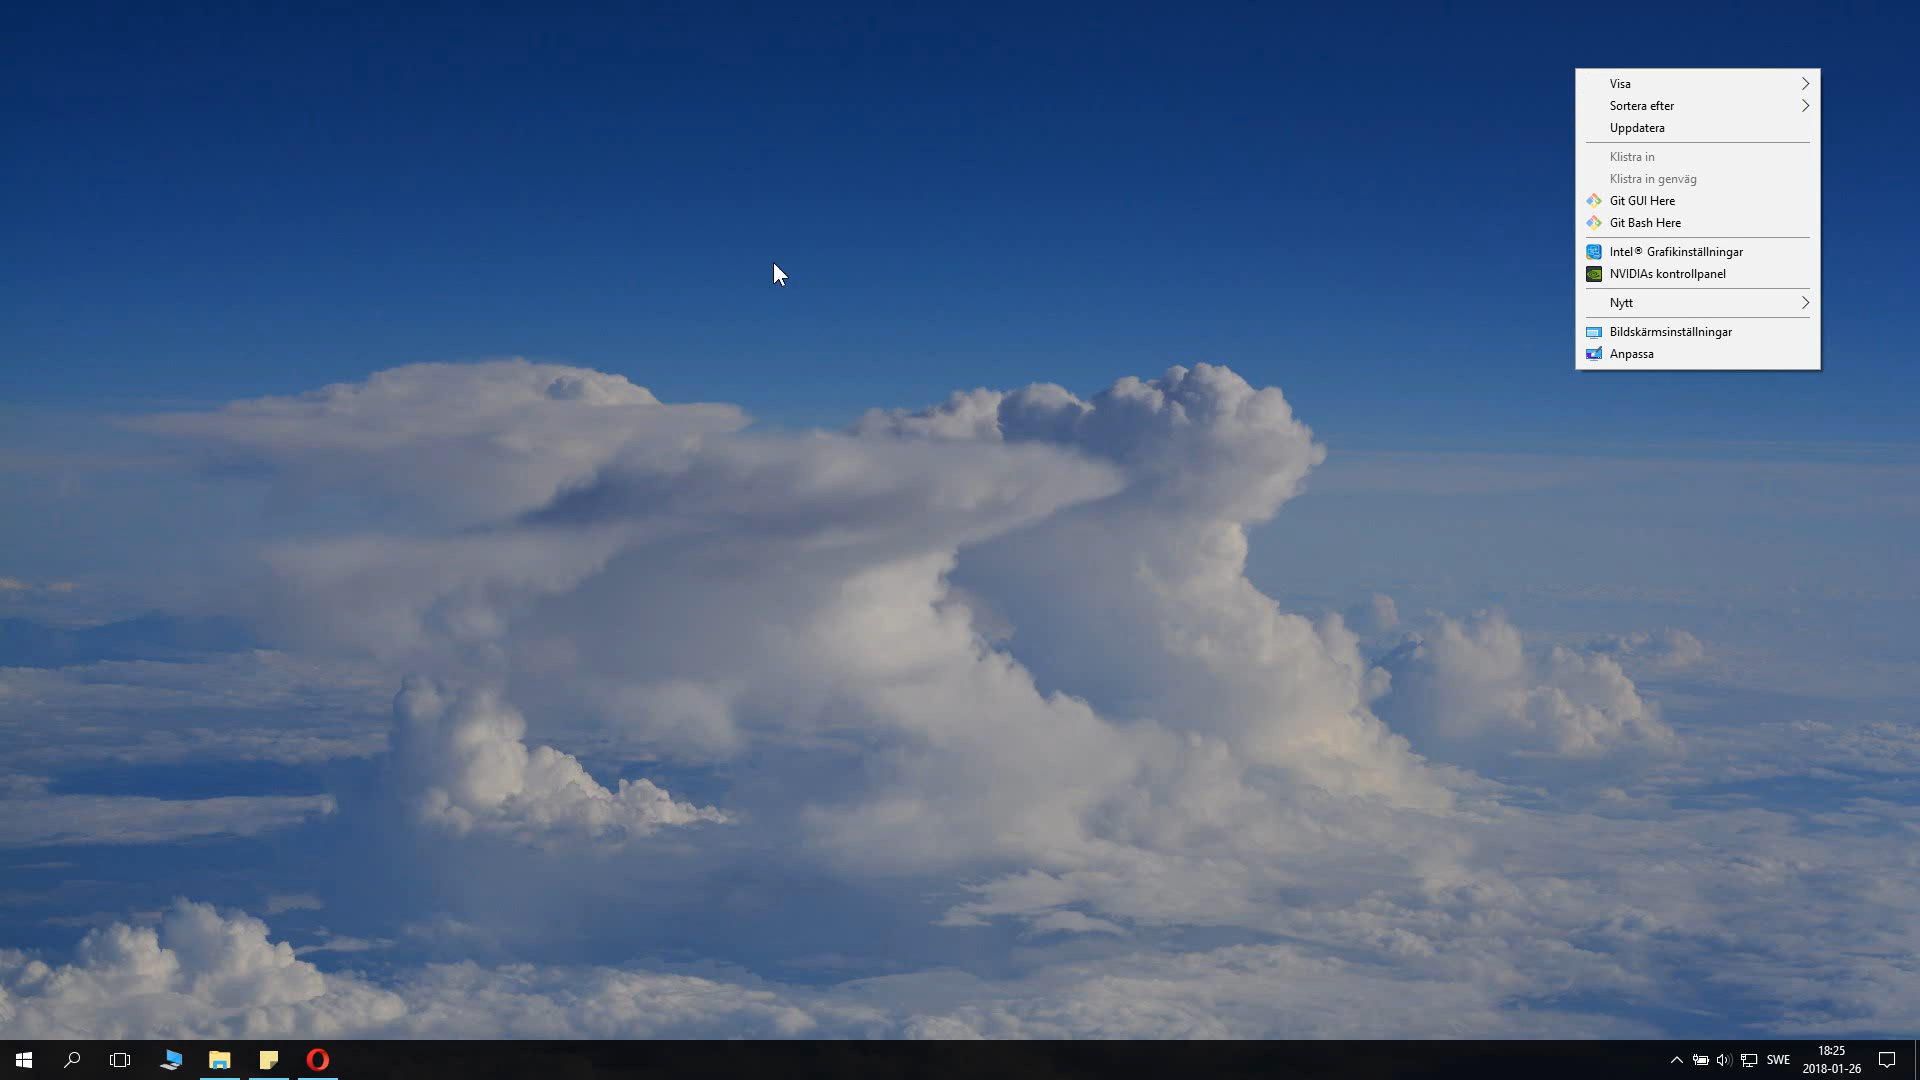 Visa
Sortera efter
Uppdatera
Klistra in
Klistra in genväg
Git GUI Here
Git Bash Here
Intel® Grafikinställningar
NVIDIAs kontrollpanel
Nytt
Bildskärmsinställningar
Anpassa
SWE
18:25
2018-01-26